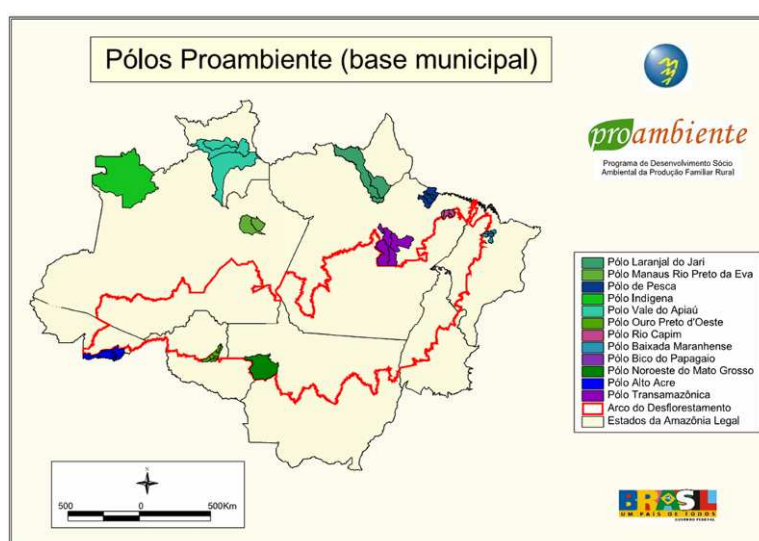 Pólos Proambiente (base municipal)
proambiente
Programa de Desenvolvimento Sócio
Ambiental da Produção Familiar Rural
Pólo Laranjal do Jari
Pólo Manaus Rio Preto da Eva
Pólo de Pesca
Pólo Indígena
Polo Vale do Apiaú
Pólo Ouro Preto d'Oeste
Pólo Rio Capim
Pólo Baixada Maranhense
Pólo Bico do Papagaio
Pólo Noroeste do Mato Grosso
Pólo Alto Acre
Pólo Transamazônica
Arco do Desflorestamento
Estados da Amazônia Legal
N
500 0 500Km
BRASIL
UM PAÍS DE TODOS
GOVERNO FEDERAL